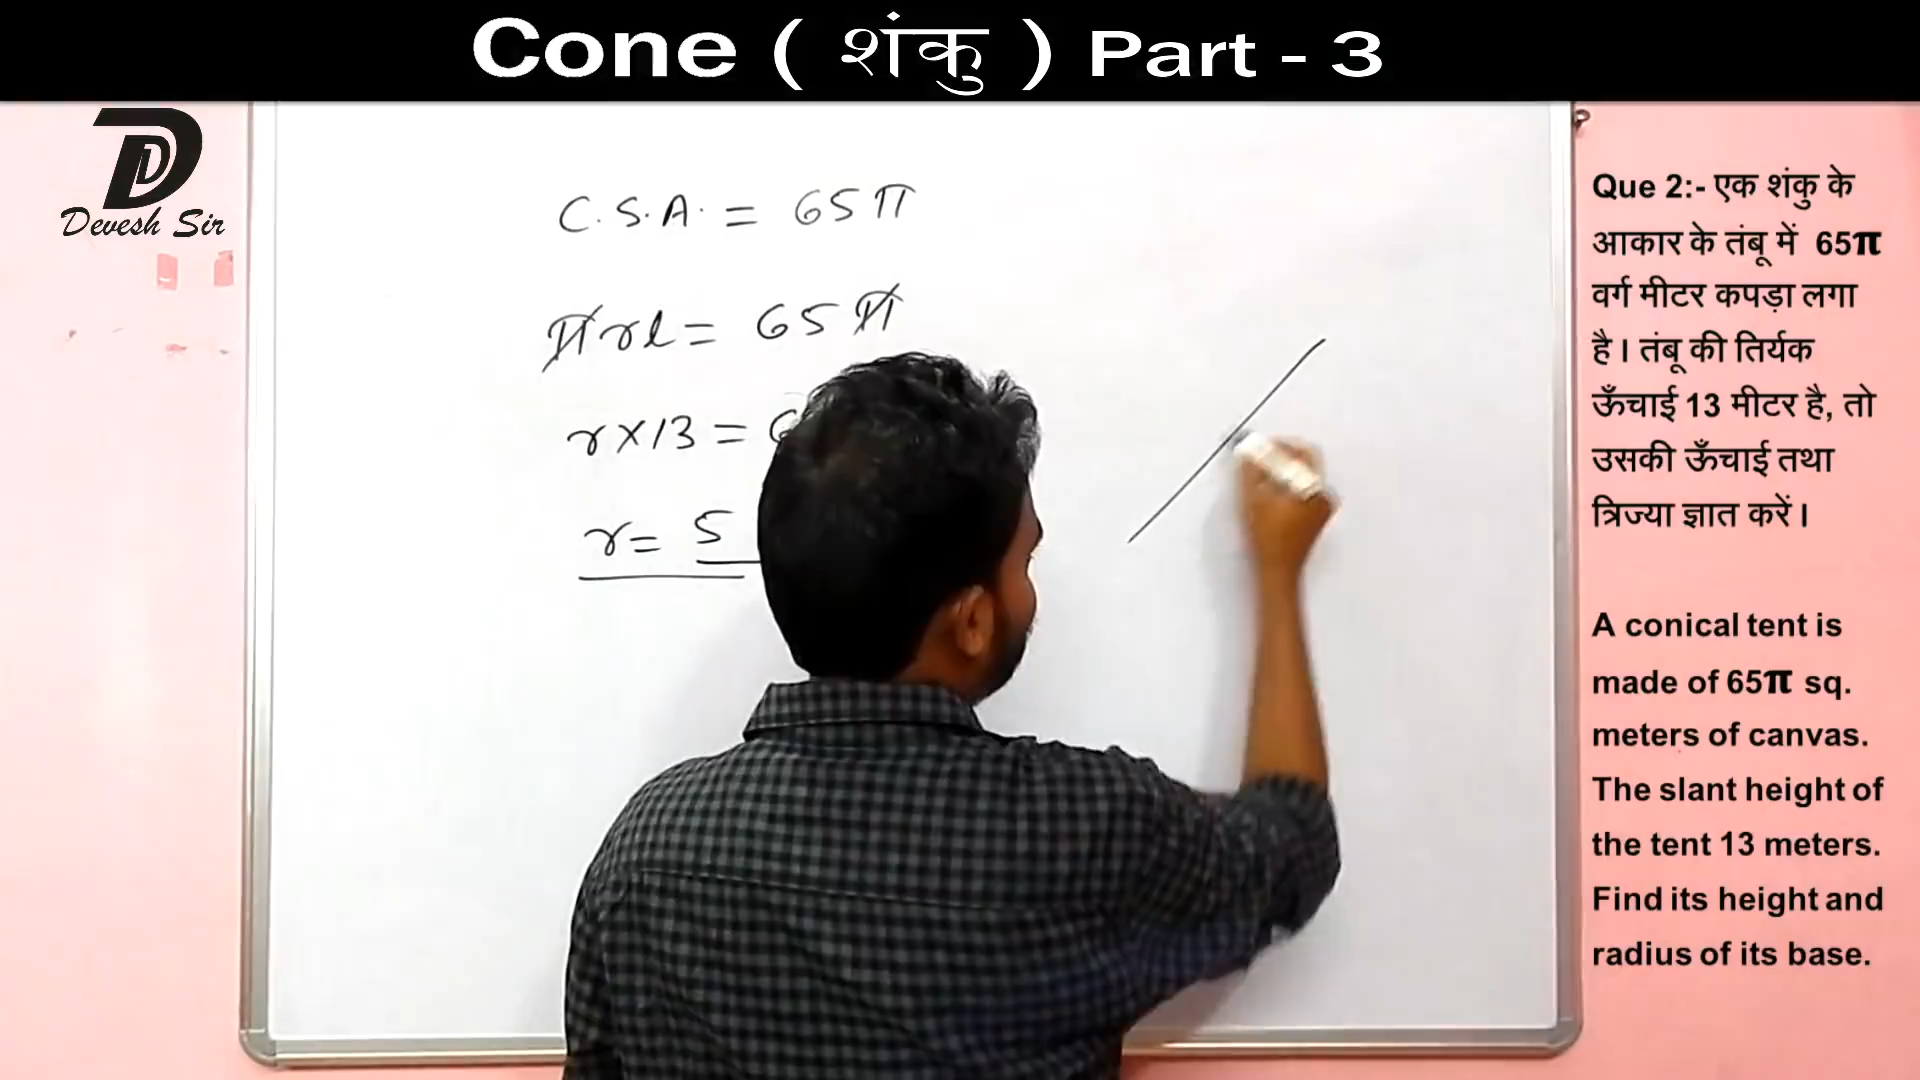 Cone ( शंकु ) Part - 3
Devesh Sir
C.S.A. = 65π
πrl = 65π
r×13 =
r = 5
Que 2:- एक शंकु के
आकार के तंबू में 65π
वर्ग मीटर कपड़ा लगा
है । तंबू की तिर्यक
ऊँचाई 13 मीटर है, तो
उसकी ऊँचाई तथा
त्रिज्या ज्ञात करें ।
A conical tent is
made of 65π sq.
meters of canvas.
The slant height of
the tent 13 meters.
Find its height and
radius of its base.